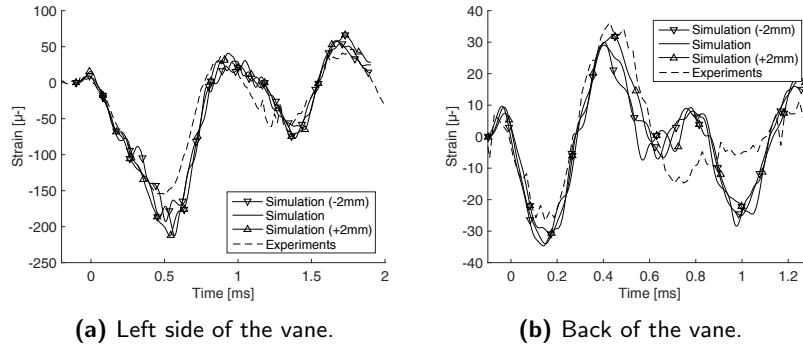 100
50
0
-50
-100
-150
-200
-250
Strain [µ-]
0
0.5
1
1.5
2
Time [ms]
Simulation (-2mm)
Simulation
Simulation (+2mm)
Experiments
(a) Left side of the vane.
40
30
20
10
0
-10
-20
-30
-40
Strain [µ-]
0
0.2
0.4
0.6
0.8
1
1.2
Time [ms]
Simulation (-2mm)
Simulation
Simulation (+2mm)
Experiments
(b) Back of the vane.